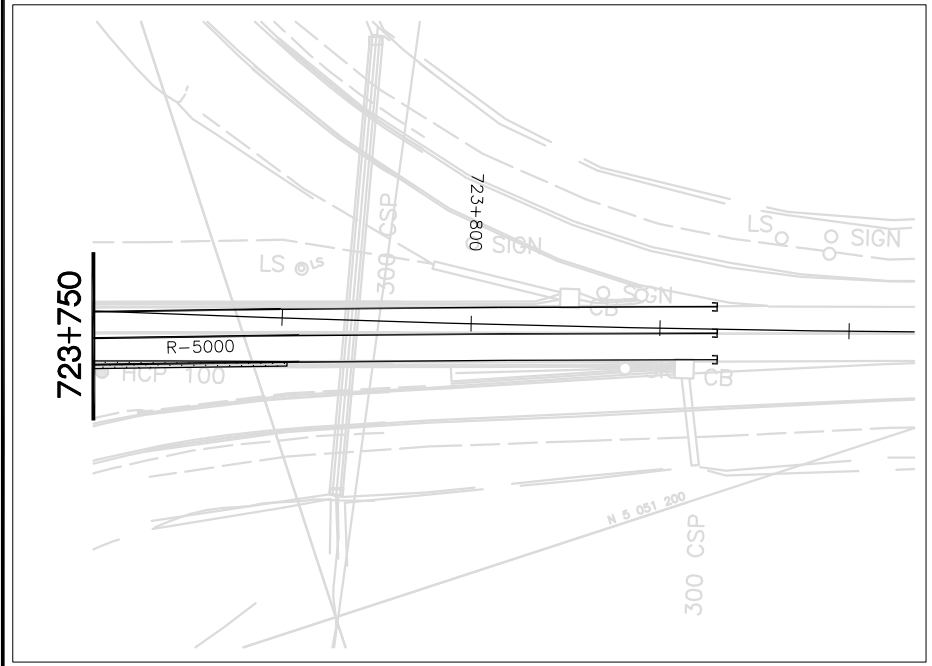 723+800
300 CSP
SIGN
LS
SIGN
LS
LS
723+750
SIGN
CB
R-5000
HCP 100
CB
N 5 051 200
300 CSP